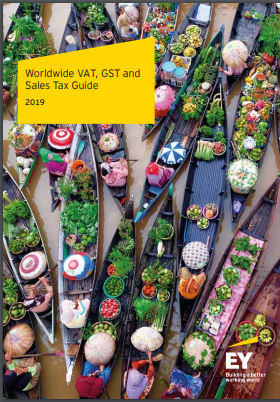 Worldwide VAT, GST and
Sales Tax Guide
2019
EY
Building a better
working world